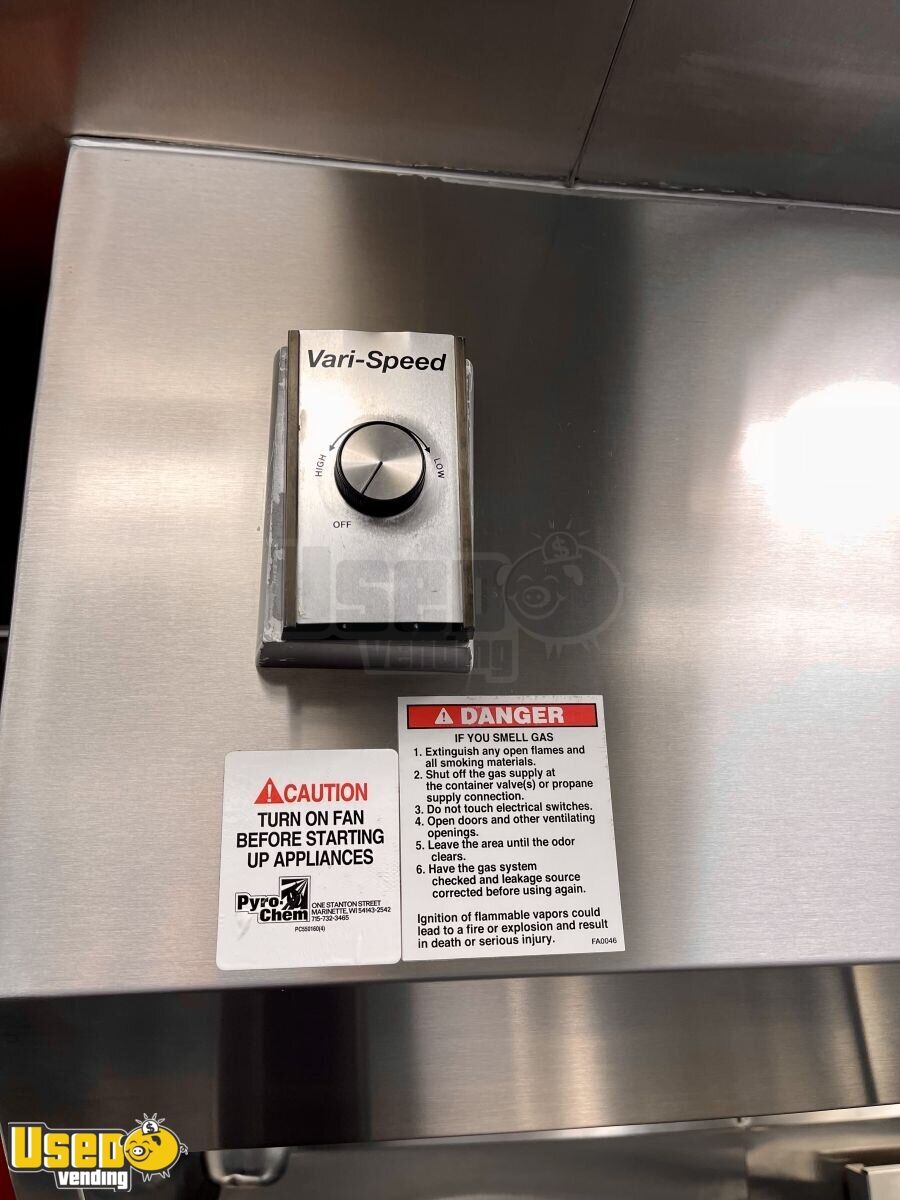 Vari-Speed
HIGH
LOW
OFF
USED
vending
DANGER
IF YOU SMELL GAS
1. Extinguish any open flames and
all smoking materials.
2. Shut off the gas supply at
the container valve(s) or propane
supply connection.
3. Do not touch electrical switches.
4. Open doors and other ventilating
openings.
5. Leave the area until the odor
clears.
6. Have the gas system
checked and leakage source
corrected before using again.
Ignition of flammable vapors could
lead to a fire or explosion and result
in death or serious injury.
FA0046
CAUTION
TURN ON FAN
BEFORE STARTING
UP APPLIANCES
Pyro-
Chem
ONE STANTON STREET
MARINETTE, WI 54143-2542
715-732-3465
PC550160(4)
USED
vending